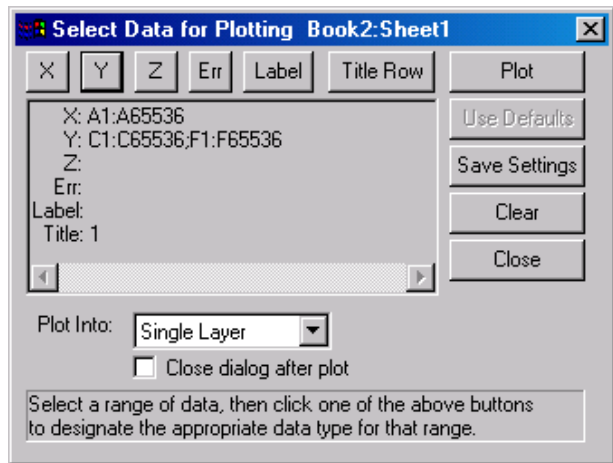 Select Data for Plotting Book2:Sheet1
X Y Z Err Label Title Row Plot
X: A1:A65536
Y: C1:C65536;F1:F65536
Z:
Err:
Label:
Title: 1
Use Defaults
Save Settings
Clear
Close
Plot Into: Single Layer
Close dialog after plot
Select a range of data, then click one of the above buttons
to designate the appropriate data type for that range.